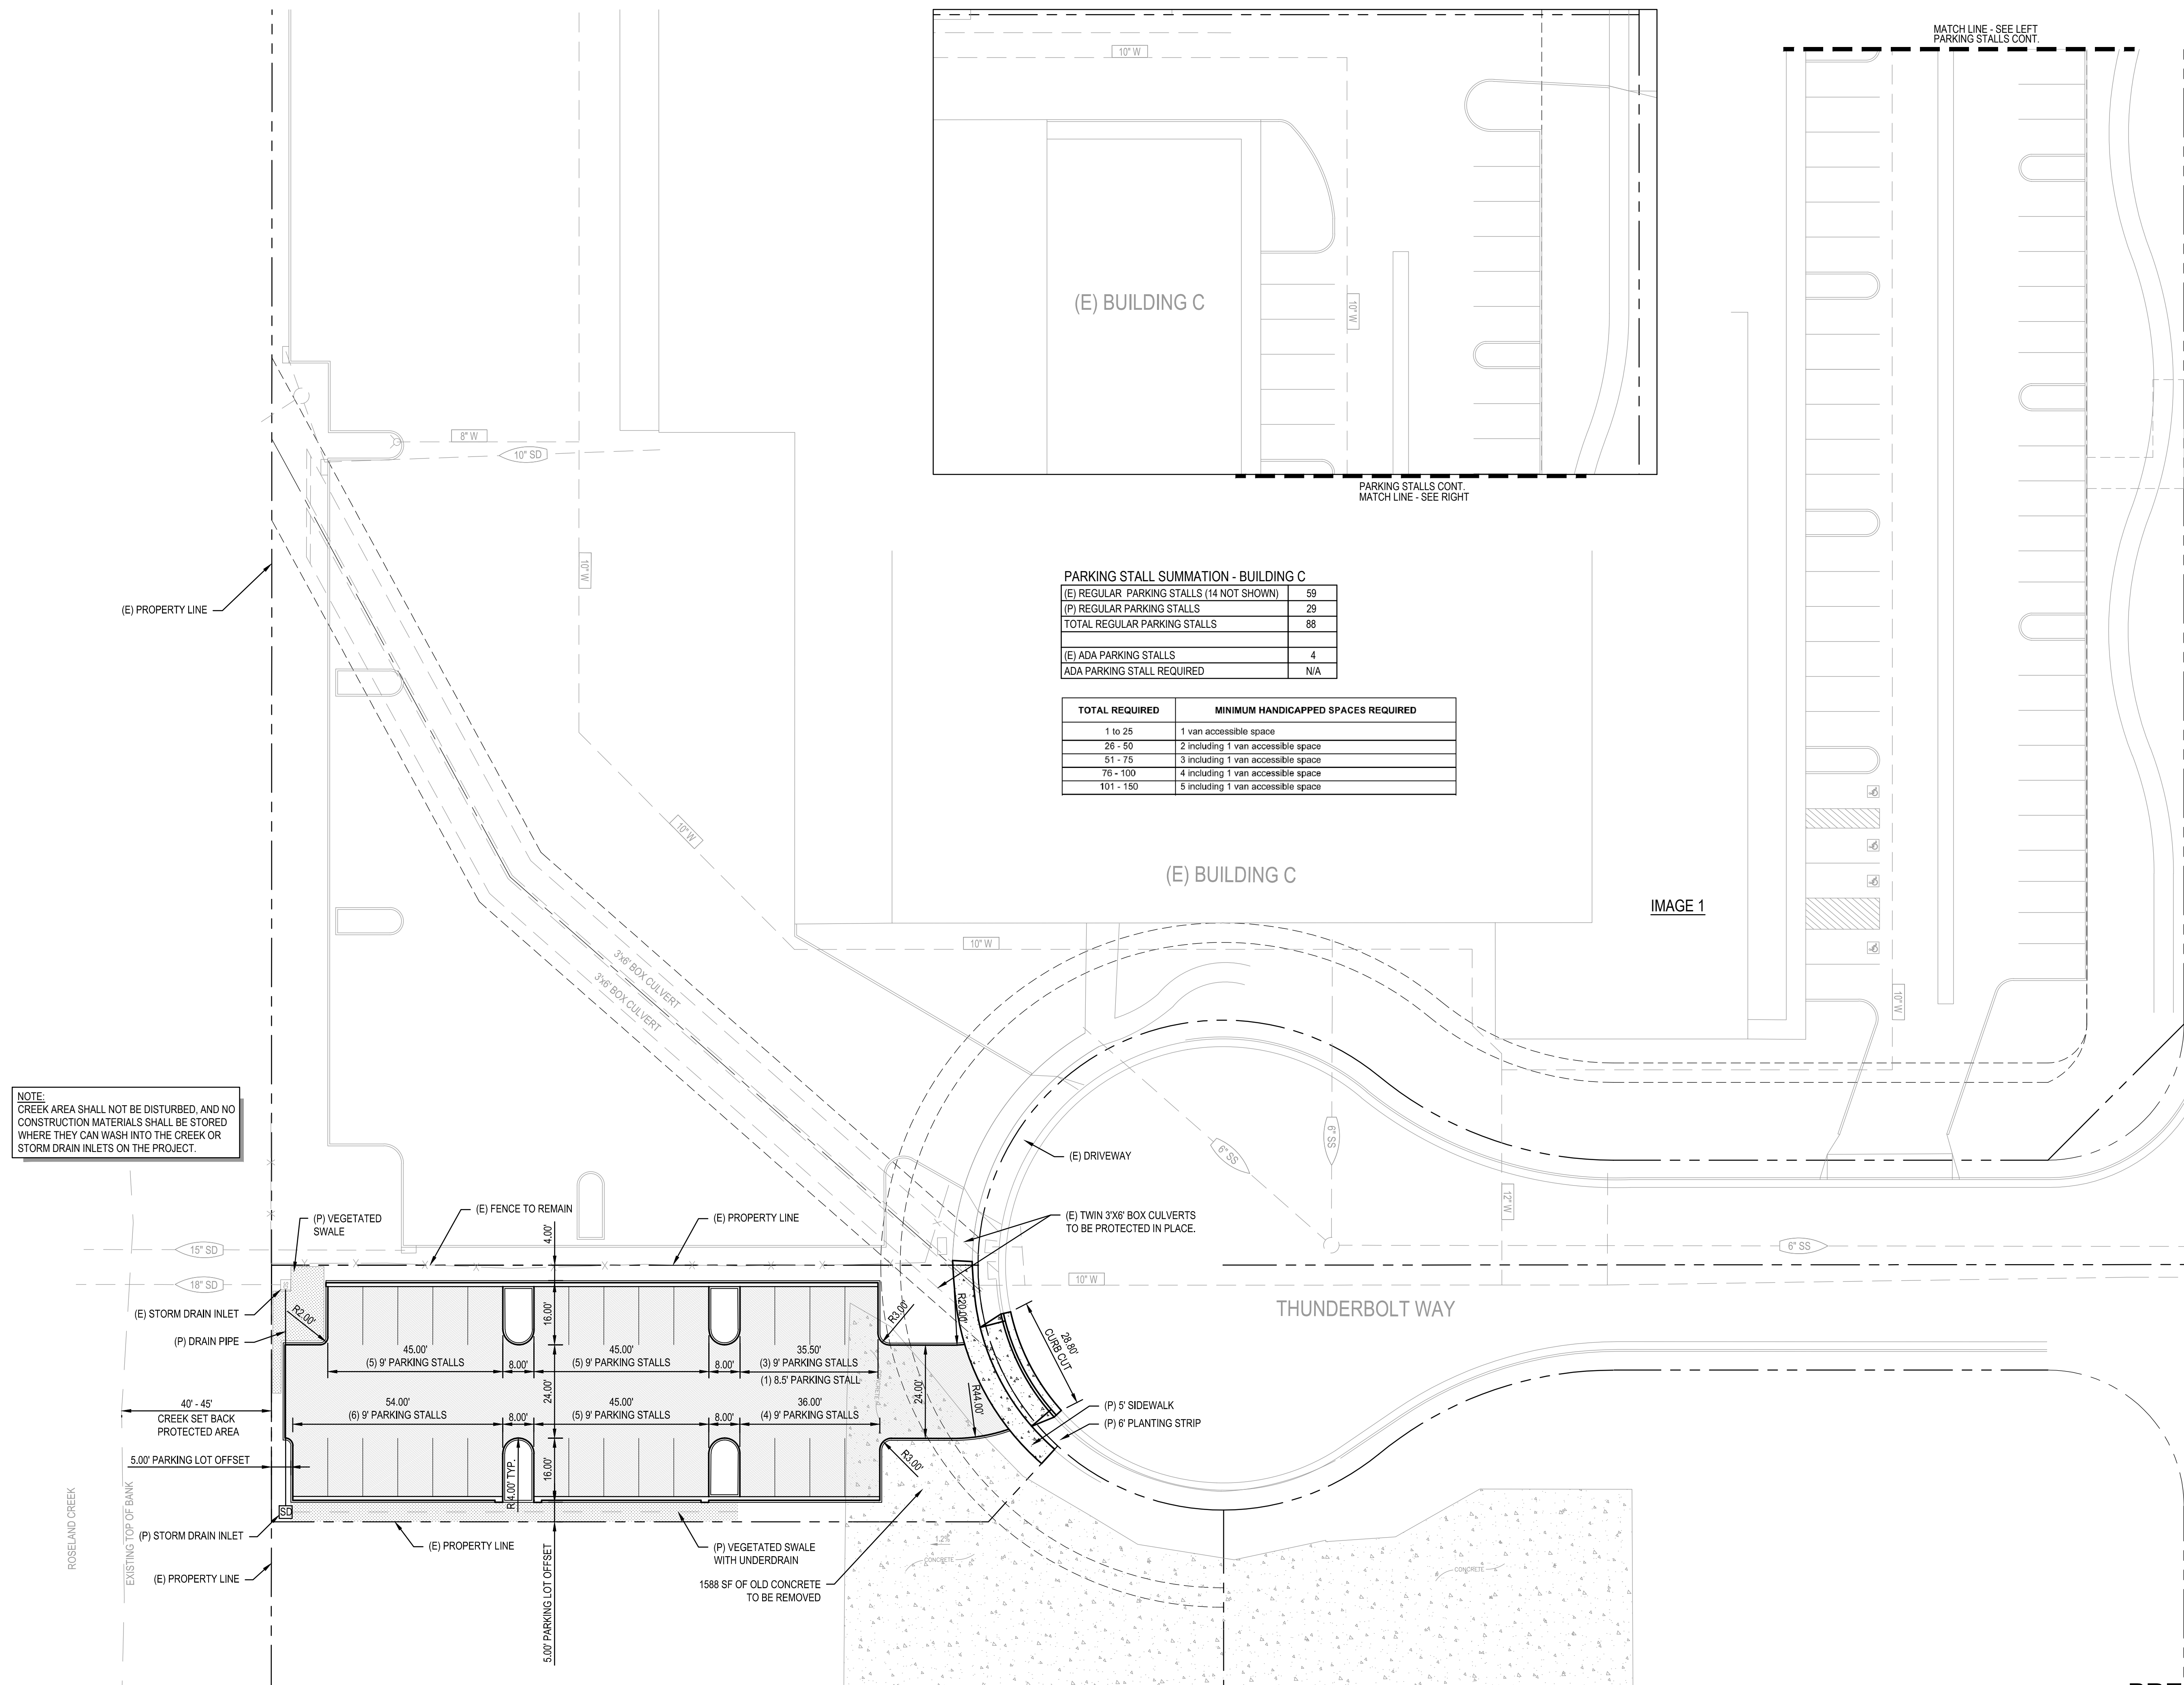 MATCH LINE - SEE LEFT
PARKING STALLS CONT.
10" W
(E) BUILDING C
10" W
PARKING STALLS CONT.
MATCH LINE - SEE RIGHT
8" W
10" SD
10" W
(E) PROPERTY LINE
PARKING STALL SUMMATION - BUILDING C
(E) REGULAR PARKING STALLS (14 NOT SHOWN) 59
(P) REGULAR PARKING STALLS 29
TOTAL REGULAR PARKING STALLS 88
(E) ADA PARKING STALLS 4
ADA PARKING STALL REQUIRED N/A
TOTAL REQUIRED MINIMUM HANDICAPPED SPACES REQUIRED
1 to 25 1 van accessible space
26 - 50 2 including 1 van accessible space
51 - 75 3 including 1 van accessible space
76 - 100 4 including 1 van accessible space
101 - 150 5 including 1 van accessible space
10" W
(E) BUILDING C
IMAGE 1
10" W
10" W
3'x6' BOX CULVERT
3'x6' BOX CULVERT
NOTE:
CREEK AREA SHALL NOT BE DISTURBED, AND NO
CONSTRUCTION MATERIALS SHALL BE STORED
WHERE THEY CAN WASH INTO THE CREEK OR
STORM DRAIN INLETS ON THE PROJECT.
6" SS
6" SS
(E) DRIVEWAY
12" W
(P) VEGETATED
SWALE
(E) FENCE TO REMAIN
(E) PROPERTY LINE
(E) TWIN 3'X6' BOX CULVERTS
TO BE PROTECTED IN PLACE.
4.00'
15" SD
6" SS
18" SD
10" W
THUNDERBOLT WAY
(E) STORM DRAIN INLET
R2.00'
16.00'
R3.00'
R20.00'
28.80'
CURB CUT
(P) DRAIN PIPE
45.00'
(5) 9' PARKING STALLS
8.00'
45.00'
(5) 9' PARKING STALLS
8.00'
35.50'
(3) 9' PARKING STALLS
(1) 8.5' PARKING STALL
24.00'
24.00'
R44.00'
54.00'
(6) 9' PARKING STALLS
8.00'
45.00'
(5) 9' PARKING STALLS
8.00'
36.00'
(4) 9' PARKING STALLS
40' - 45'
CREEK SET BACK
PROTECTED AREA
(P) 5' SIDEWALK
(P) 6' PLANTING STRIP
5.00' PARKING LOT OFFSET
R4.00' TYP.
16.00'
R3.00'
ROSELAND CREEK
EXISTING TOP OF BANK
SD
(P) STORM DRAIN INLET
(E) PROPERTY LINE
(E) PROPERTY LINE
5.00' PARKING LOT OFFSET
(P) VEGETATED SWALE
WITH UNDERDRAIN
1588 SF OF OLD CONCRETE
TO BE REMOVED
1.2%
CONCRETE
CONCRETE